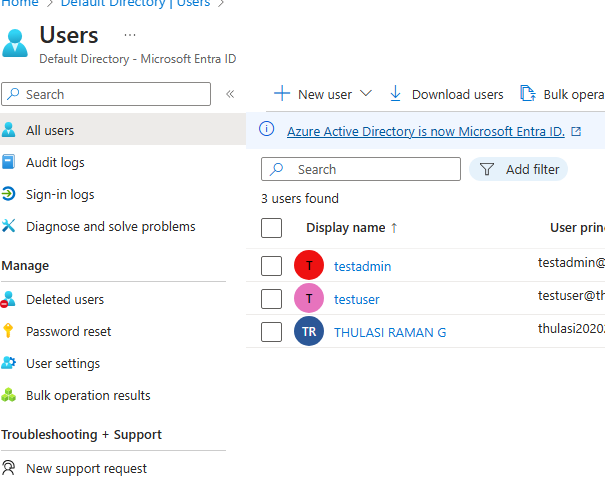 Home > Default Directory | Users >
Users ...
Default Directory - Microsoft Entra ID
Search «
All users
Audit logs
Sign-in logs
Diagnose and solve problems
Manage
Deleted users
Password reset
User settings
Bulk operation results
Troubleshooting + Support
New support request
New user Download users Bulk opera
Azure Active Directory is now Microsoft Entra ID.
Search Add filter
3 users found
Display name ↑ User princ
T testadmin testadmin@
T testuser testuser@th
TR THULASI RAMAN G thulasi2020